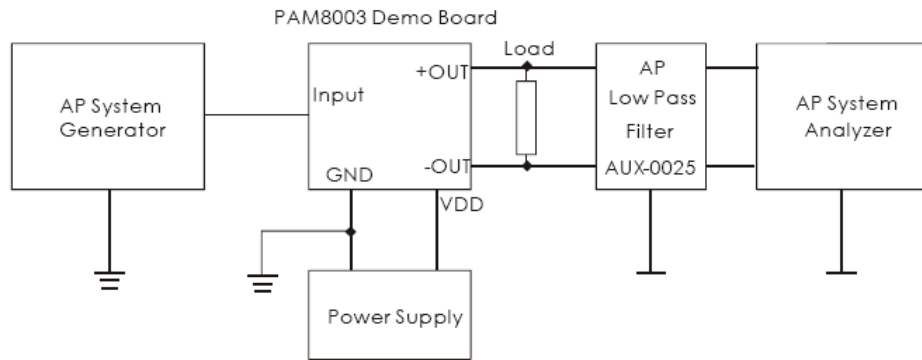 PAM8003 Demo Board
AP System
Generator
Input
+OUT
-OUT
GND
VDD
Load
AP
Low Pass
Filter
AUX-0025
AP System
Analyzer
Power Supply